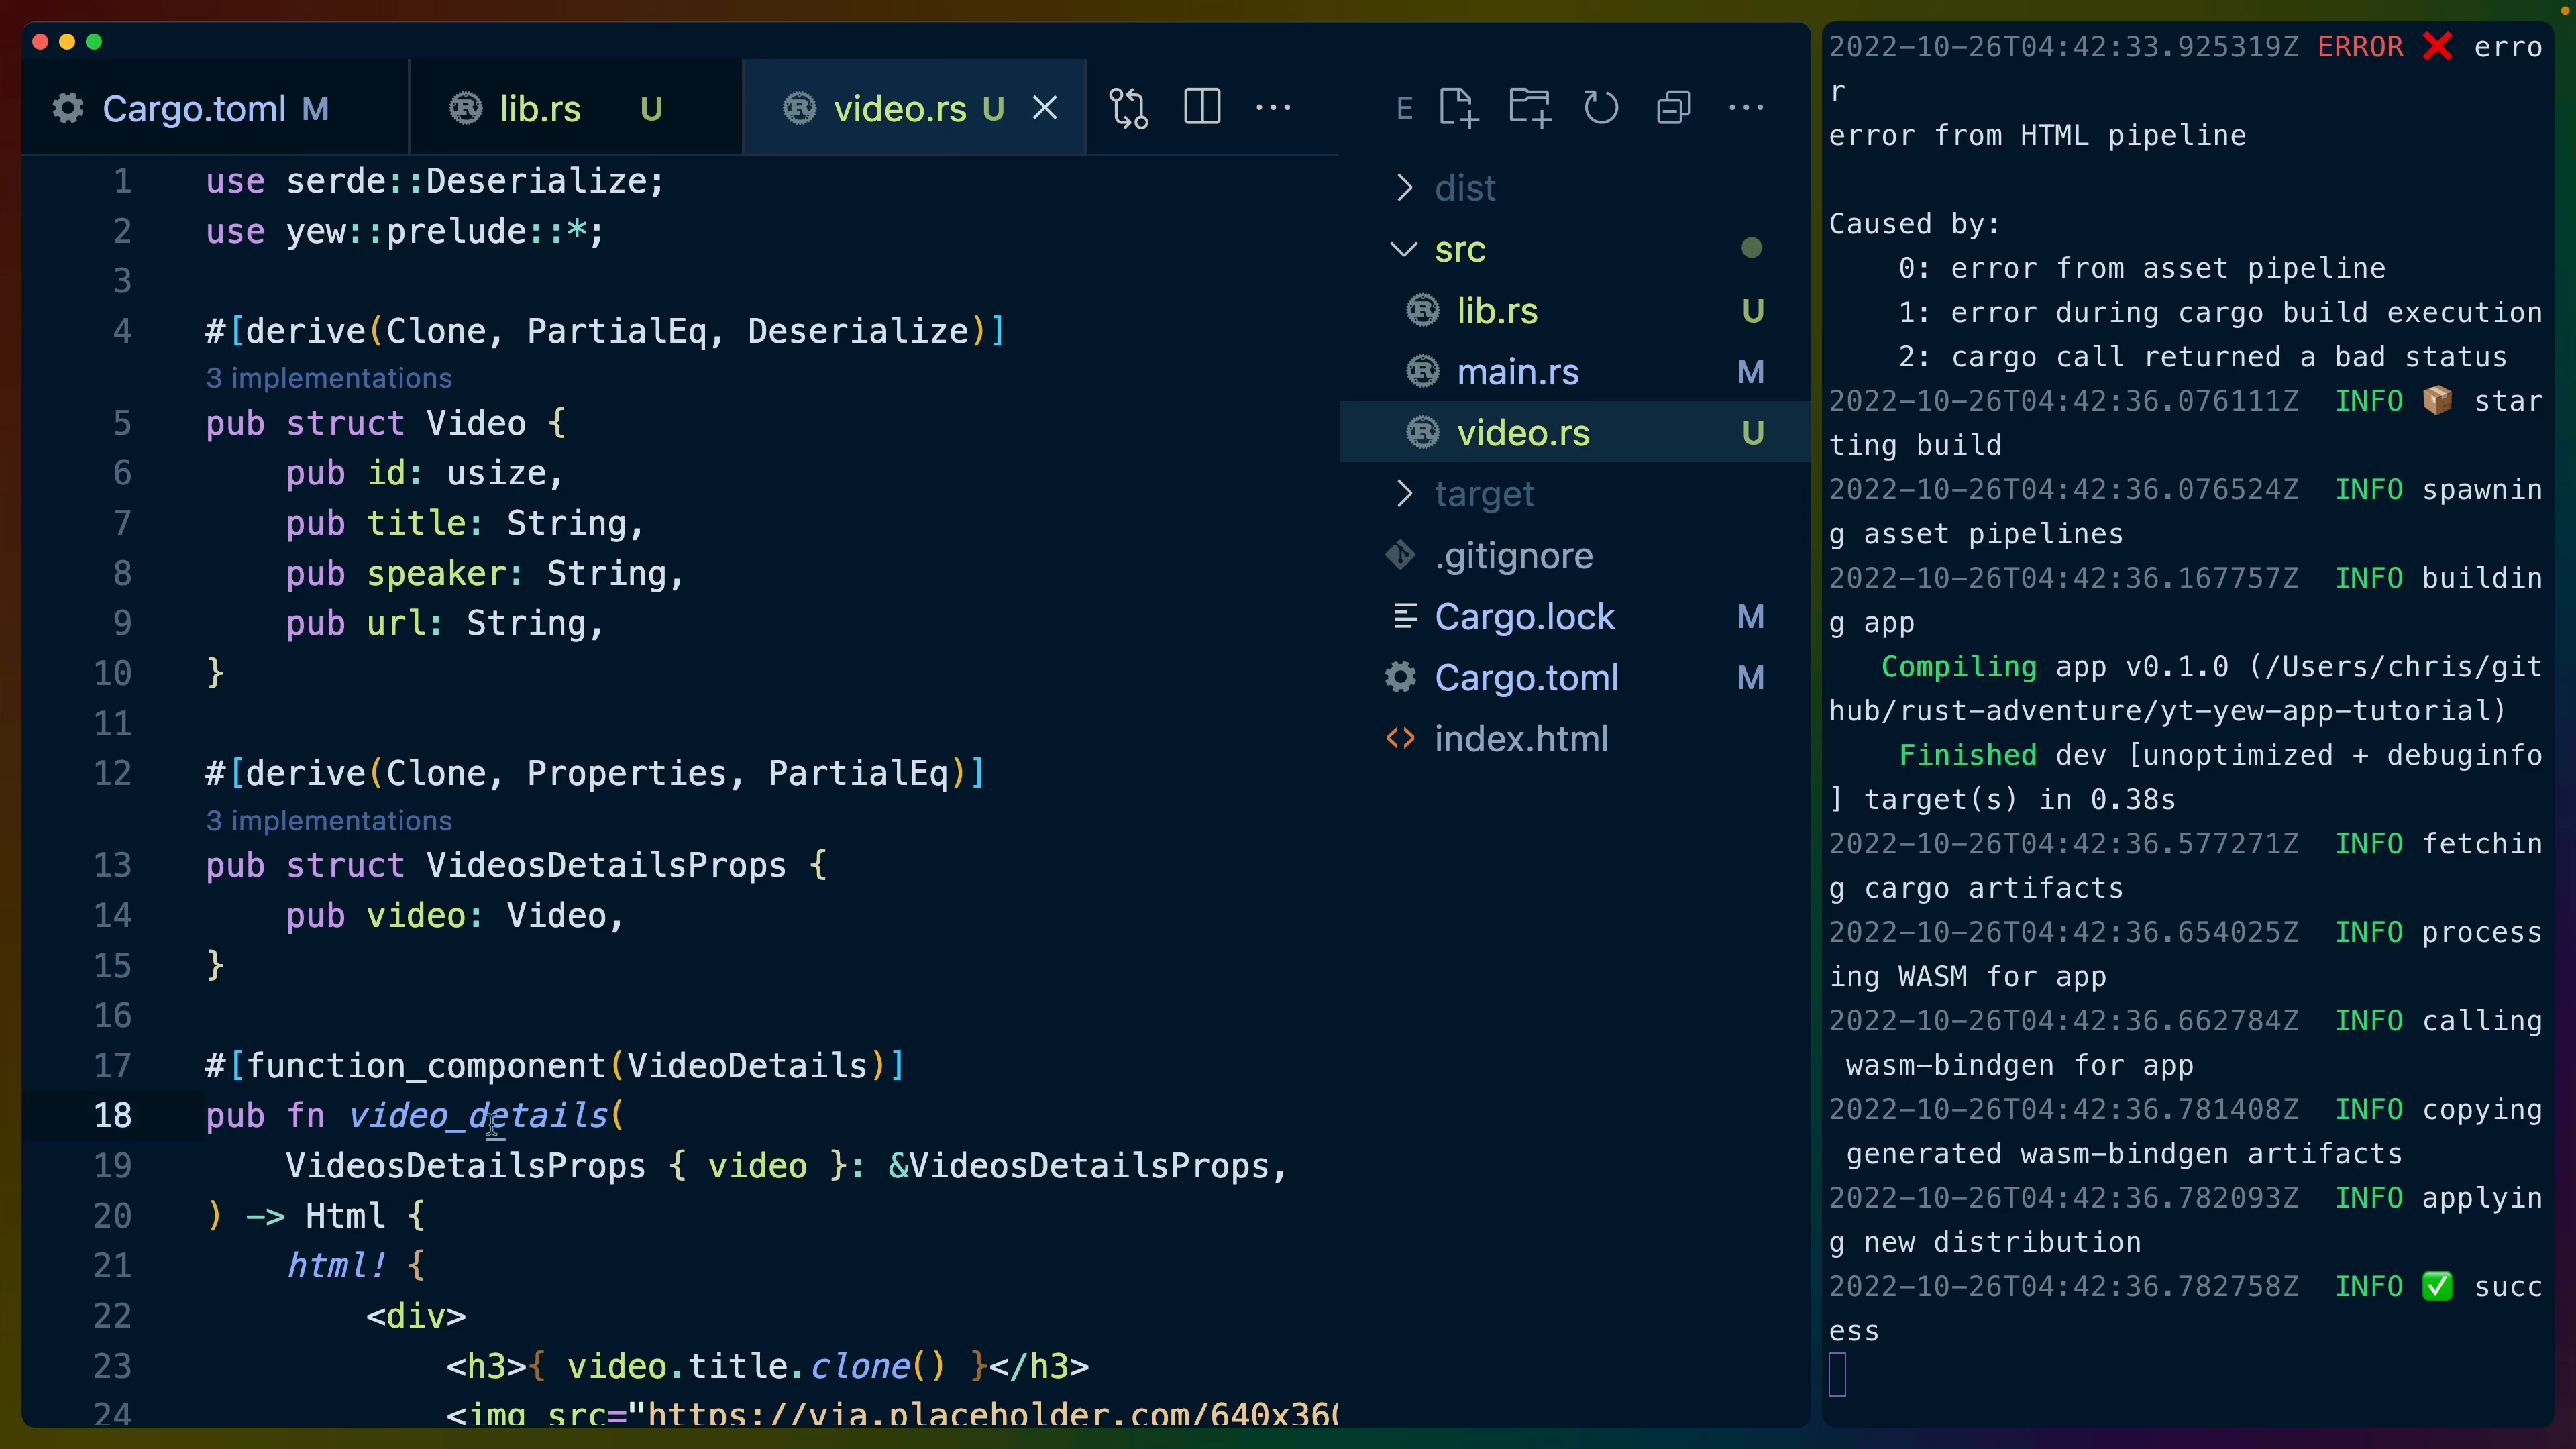 Cargo.toml M
lib.rs U
video.rs U
1 use serde::Deserialize;
2 use yew::prelude::*;
3
4 #[derive(Clone, PartialEq, Deserialize)]
3 implementations
5 pub struct Video {
6 pub id: usize,
7 pub title: String,
8 pub speaker: String,
9 pub url: String,
10 }
11
12 #[derive(Clone, Properties, PartialEq)]
3 implementations
13 pub struct VideosDetailsProps {
14 pub video: Video,
15 }
16
17 #[function_component(VideoDetails)]
18 pub fn video_details(
19 VideosDetailsProps { video }: &VideosDetailsProps,
20 ) -> Html {
21 html! {
22 <div>
23 <h3>{ video.title.clone() }</h3>
24 <img src="https://via.placeholder.com/640x360
E
dist
src
lib.rs U
main.rs M
video.rs U
target
.gitignore
Cargo.lock M
Cargo.toml M
index.html
2022-10-26T04:42:33.925319Z ERROR ❌ erro
r
error from HTML pipeline
Caused by:
0: error from asset pipeline
1: error during cargo build execution
2: cargo call returned a bad status
2022-10-26T04:42:36.076111Z INFO 📦 star
ting build
2022-10-26T04:42:36.076524Z INFO spawnin
g asset pipelines
2022-10-26T04:42:36.167757Z INFO buildin
g app
Compiling app v0.1.0 (/Users/chris/git
hub/rust-adventure/yt-yew-app-tutorial)
Finished dev [unoptimized + debuginfo
] target(s) in 0.38s
2022-10-26T04:42:36.577271Z INFO fetchin
g cargo artifacts
2022-10-26T04:42:36.654025Z INFO process
ing WASM for app
2022-10-26T04:42:36.662784Z INFO calling
wasm-bindgen for app
2022-10-26T04:42:36.781408Z INFO copying
generated wasm-bindgen artifacts
2022-10-26T04:42:36.782093Z INFO applyin
g new distribution
2022-10-26T04:42:36.782758Z INFO ✅ succ
ess